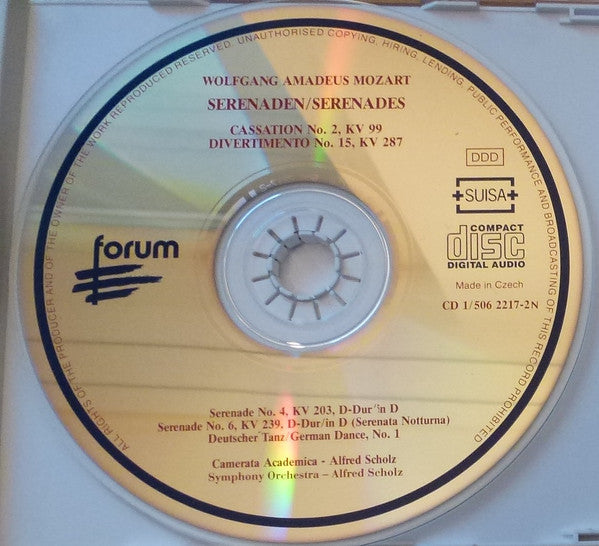 ALL RIGHTS OF THE PRODUCER AND OF THE OWNER OF THE WORK REPRODUCED RESERVED. UNAUTHORISED COPYING, HIRING, LENDING, PUBLIC PERFORMANCE AND BROADCASTING OF THIS RECORD PROHIBITED
WOLFGANG AMADEUS MOZART
SERENADEN/SERENADES
CASSATION No. 2, KV 99
DIVERTIMENTO No. 15, KV 287
DDD
SUISA
forum
COMPACT
disc
DIGITAL AUDIO
Made in Czech
CD 1/506 2217-2N
Serenade No. 4, KV 203, D-Dur/in D
Serenade No. 6, KV 239, D-Dur/in D (Serenata Notturna)
Deutscher Tanz/German Dance, No. 1
Camerata Academica - Alfred Scholz
Symphony Orchestra - Alfred Scholz